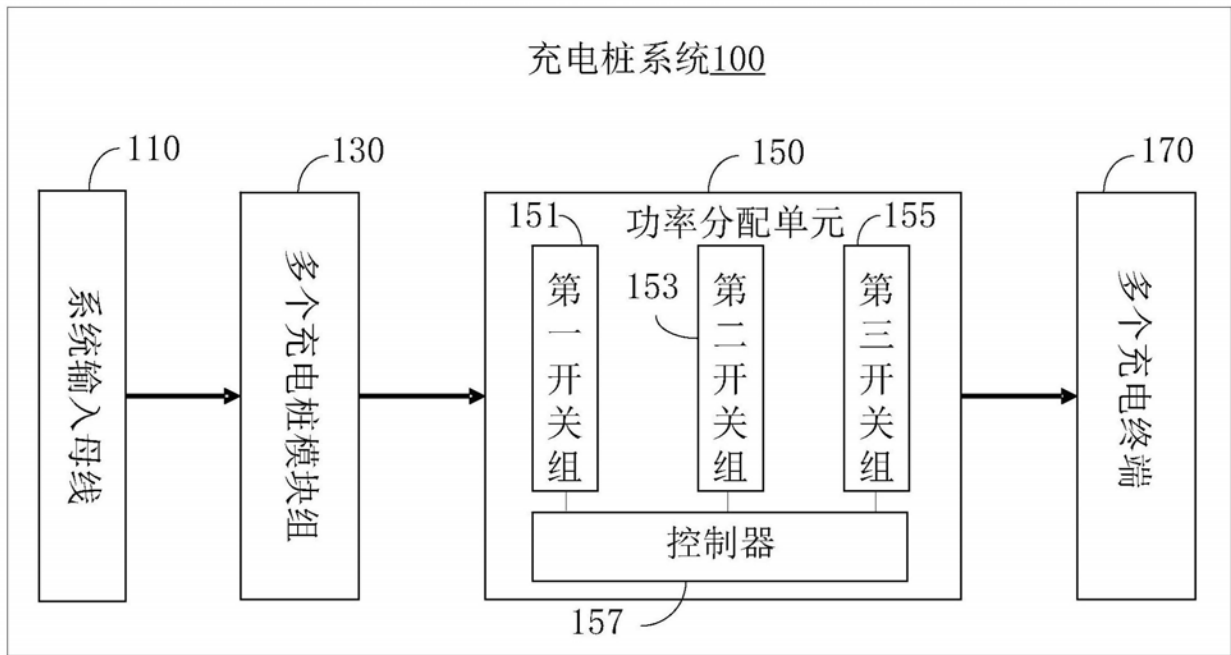 充电桩系统100
110
130
150
170
功率分配单元
151
155
153
系统输入母线
多个充电桩模块组
第一开关组
第二开关组
第三开关组
多个充电终端
控制器
157